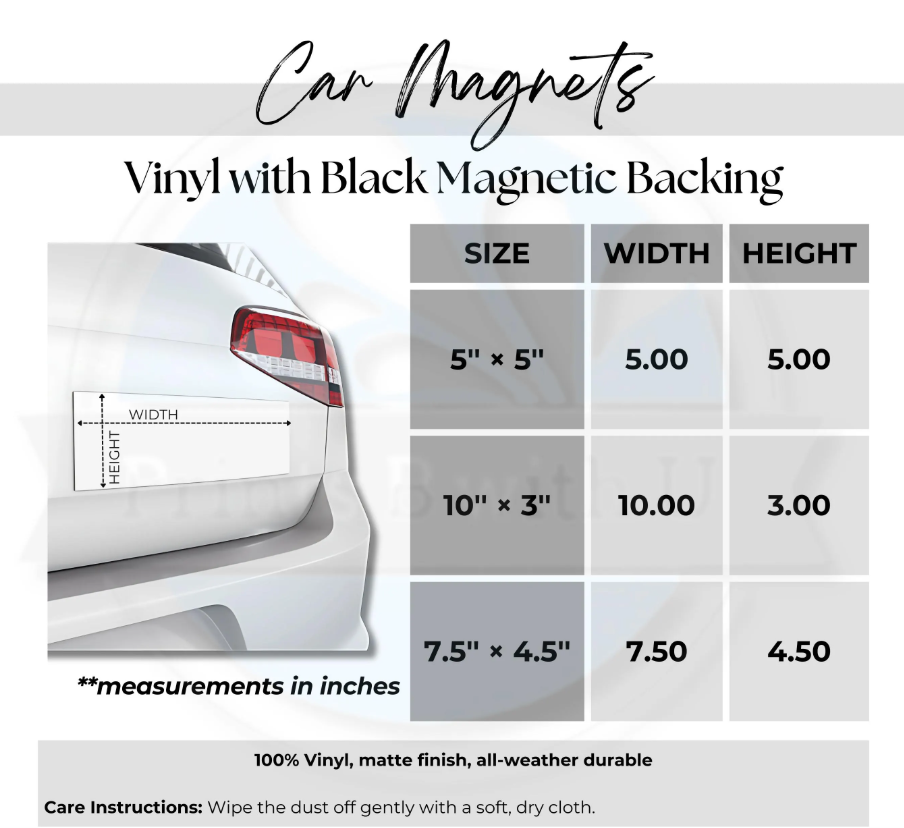 Car Magnets
Vinyl with Black Magnetic Backing
SIZE WIDTH HEIGHT
5" × 5" 5.00 5.00
10" × 3" 10.00 3.00
7.5" × 4.5" 7.50 4.50
WIDTH
HEIGHT
**measurements in inches
100% Vinyl, matte finish, all-weather durable
Care Instructions: Wipe the dust off gently with a soft, dry cloth.
Prints B with U